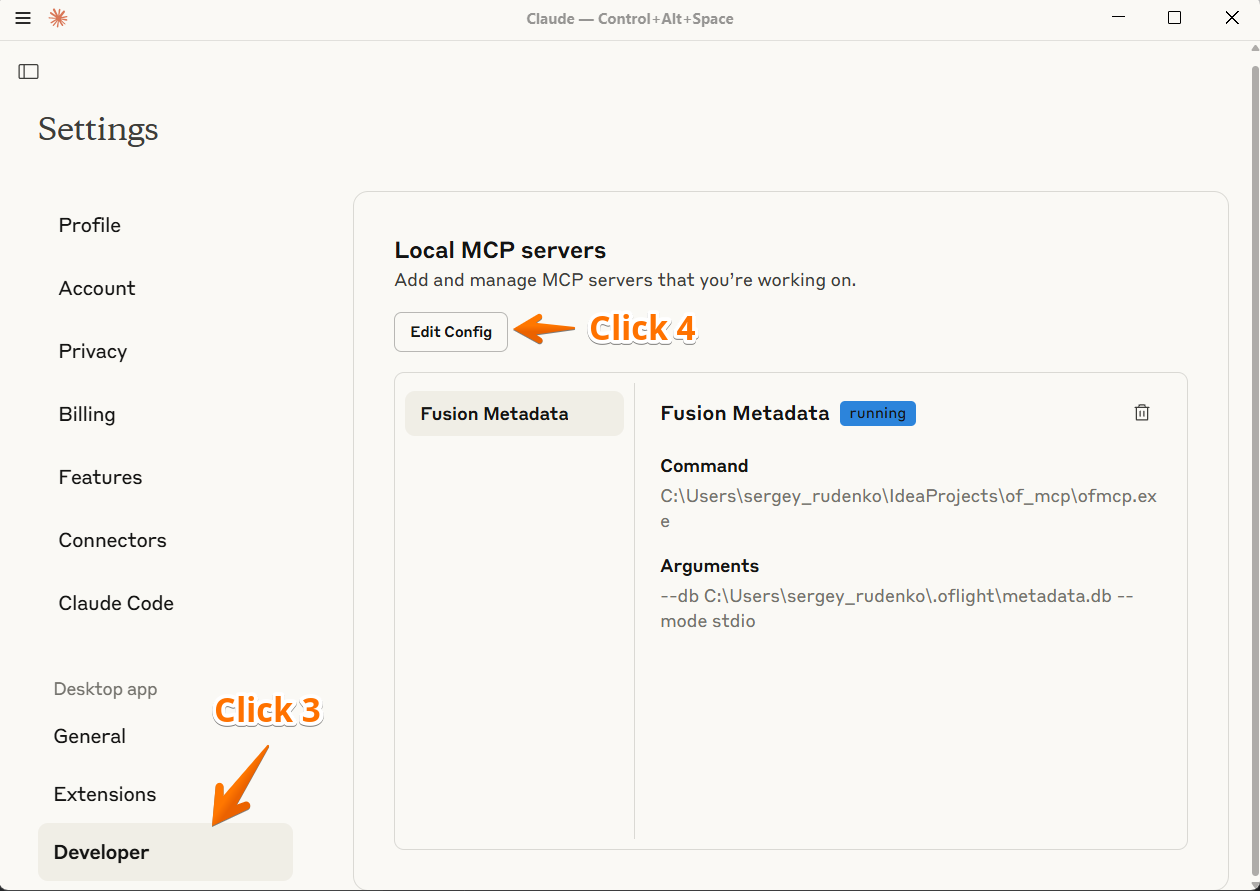 Claude — Control+Alt+Space
Settings
Profile
Account
Privacy
Billing
Features
Connectors
Claude Code
Desktop app
Click 3
General
Extensions
Developer
Local MCP servers
Add and manage MCP servers that you’re working on.
Edit Config
Click 4
Fusion Metadata
Fusion Metadata running
Command
C:\Users\sergey_rudenko\IdeaProjects\of_mcp\ofmcp.ex
e
Arguments
--db C:\Users\sergey_rudenko\.oflight\metadata.db --
mode stdio